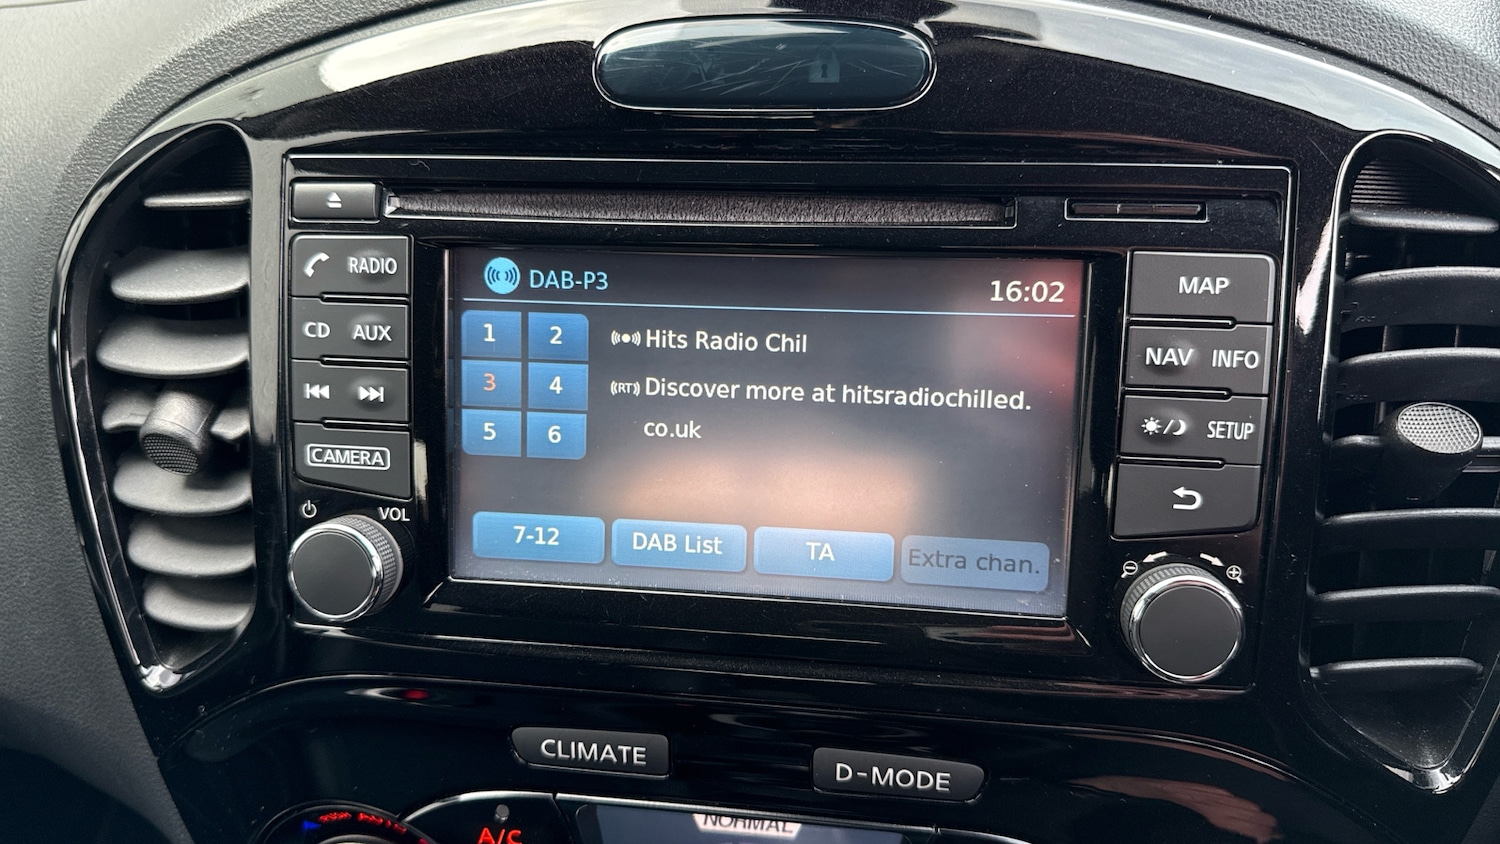 RADIO
CD AUX
CAMERA
VOL
DAB-P3
16:02
1 2
3 4
5 6
Hits Radio Chil
(RT) Discover more at hitsradiochilled.
co.uk
7-12 DAB List TA Extra chan.
MAP
NAV INFO
SETUP
CLIMATE
D-MODE
A/C
NORMAL
AUTO